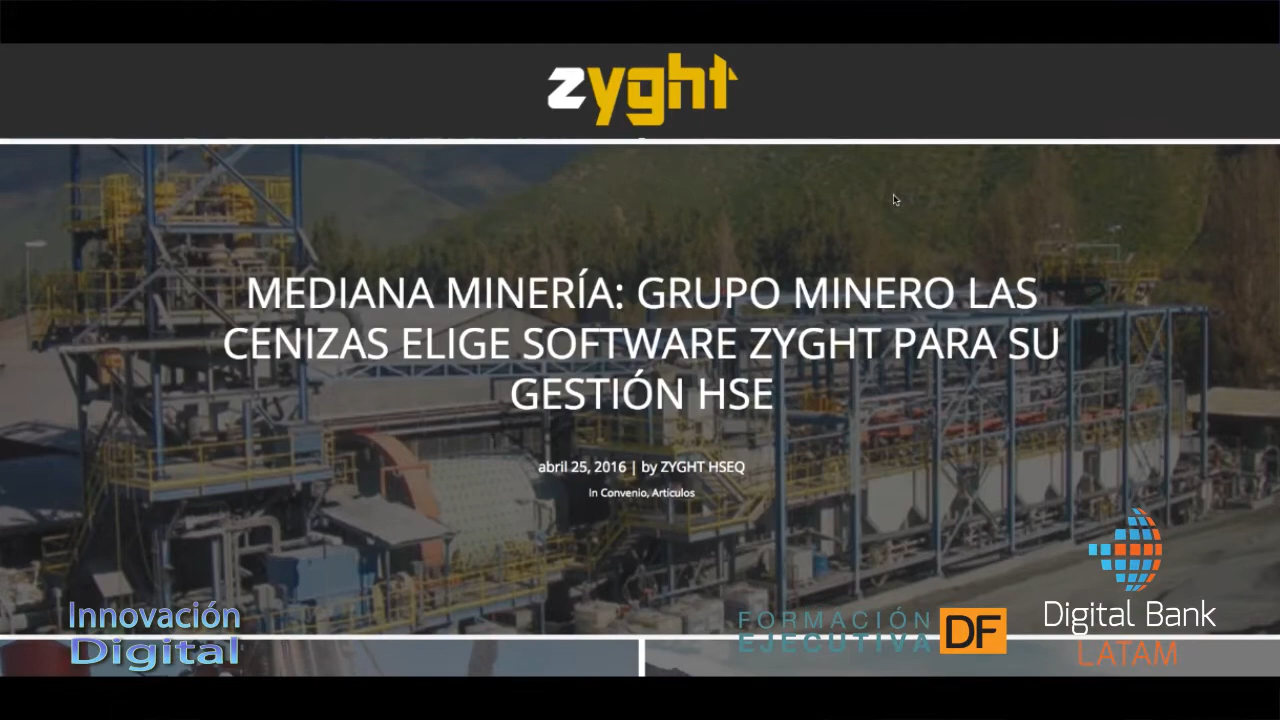 zyght
MEDIANA MINERÍA: GRUPO MINERO LAS
CENIZAS ELIGE SOFTWARE ZYGHT PARA SU
GESTIÓN HSE
abril 25, 2016 | by ZYGHT HSEQ
In Convenio, Artículos
Innovación
Digital
FORMACIÓN
EJECUTIVA
DF
Digital Bank
LATAM